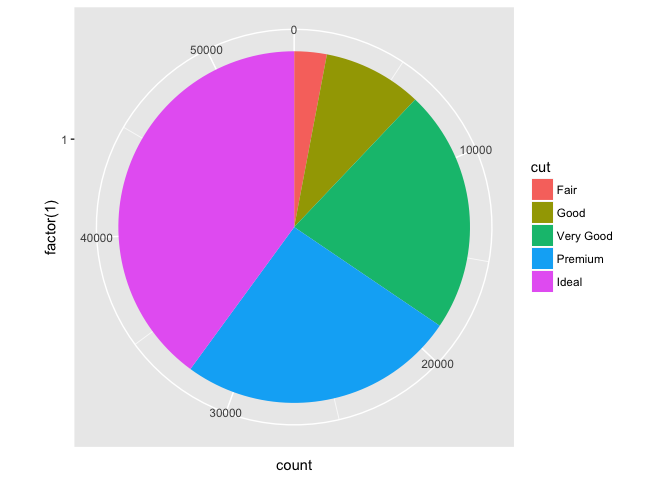 0
50000
10000
1
40000
20000
30000
factor(1)
count
cut
Fair
Good
Very Good
Premium
Ideal